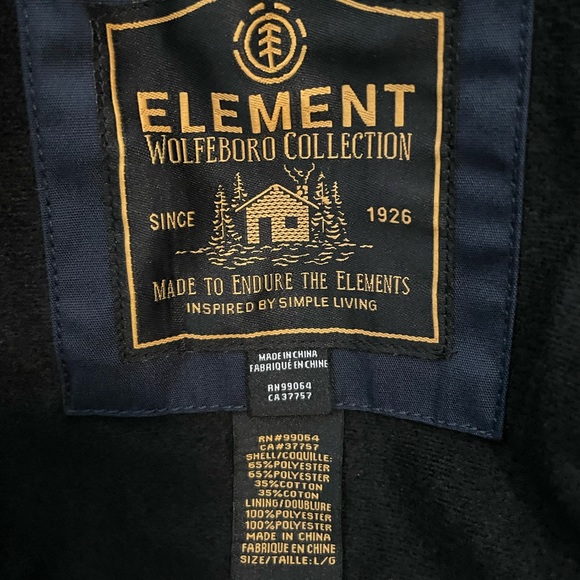 ELEMENT
WOLFEBORO COLLECTION
SINCE 1926
MADE TO ENDURE THE ELEMENTS
INSPIRED BY SIMPLE LIVING
MADE IN CHINA
FABRIQUÉ EN CHINE
RN99064
CA37757
RN#99064
CA#37757
SHELL/COQUILLE:
65%POLYESTER
65%POLYESTER
35%COTTON
35%COTON
LINING/DOUBLURE
100%POLYESTER
100%POLYESTER
MADE IN CHINA
FABRIQUE EN CHINE
SIZE/TAILLE: L/G